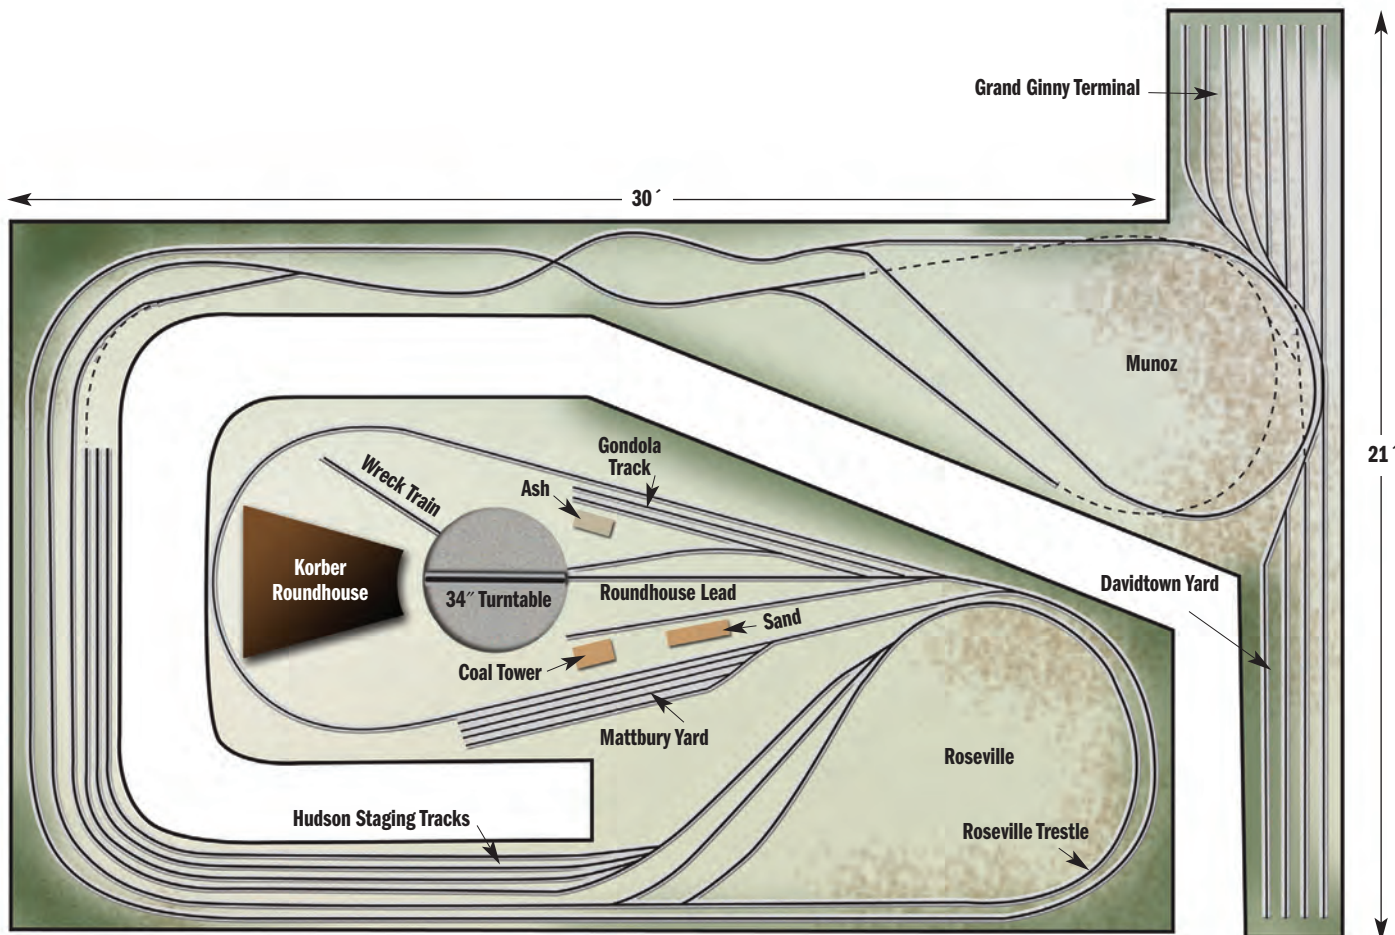 Grand Ginny Terminal
30´
Munoz
21´
Gondola
Track
Wreck Train
Ash
Korber
Roundhouse
34˝ Turntable
Roundhouse Lead
Davidtown Yard
Sand
Coal Tower
Mattbury Yard
Roseville
Hudson Staging Tracks
Roseville Trestle